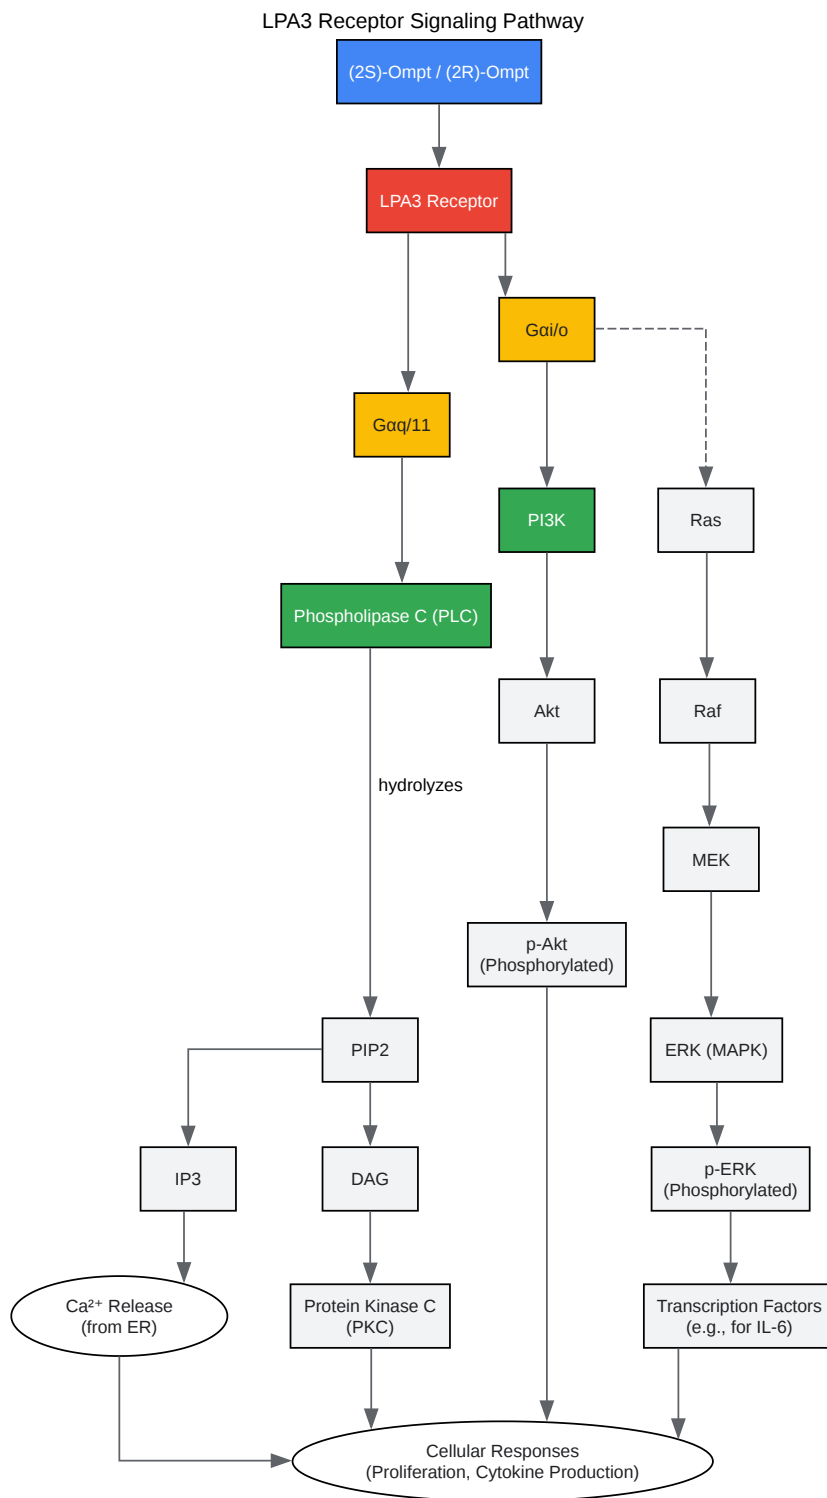 LPA3 Receptor Signaling Pathway
(2S)-Ompt / (2R)-Ompt
LPA3 Receptor
Gαi/o
Gαq/11
PI3K
Ras
Phospholipase C (PLC)
Akt
Raf
hydrolyzes
MEK
p-Akt
(Phosphorylated)
PIP2
ERK (MAPK)
IP3
DAG
p-ERK
(Phosphorylated)
Ca²⁺ Release
(from ER)
Protein Kinase C
(PKC)
Transcription Factors
(e.g., for IL-6)
Cellular Responses
(Proliferation, Cytokine Production)